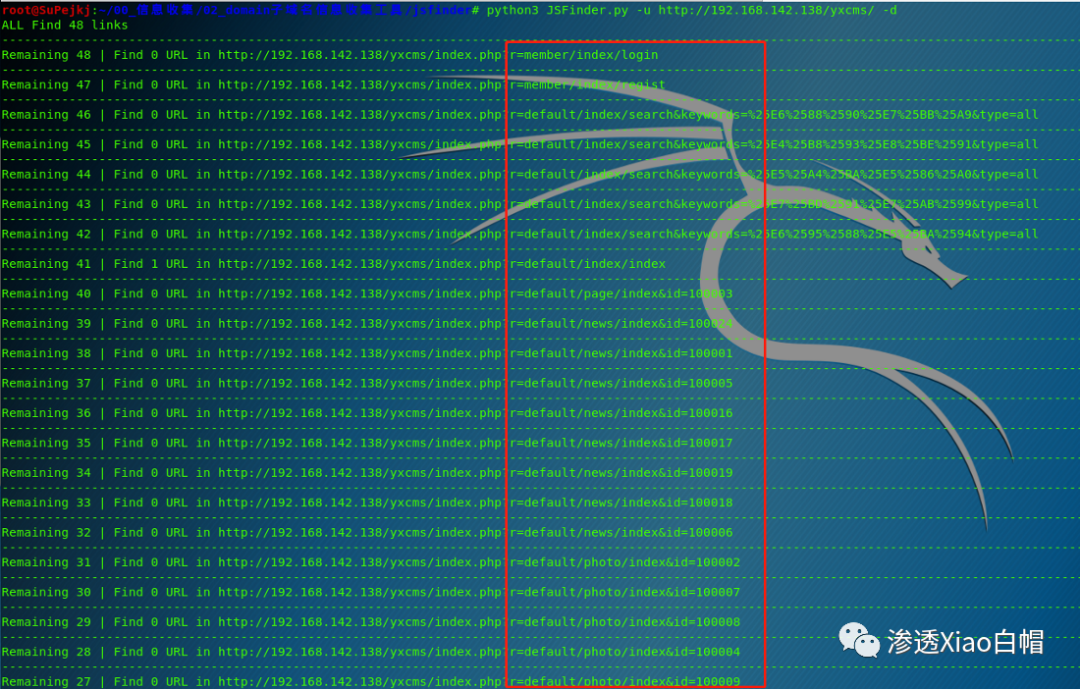 root@SuPejkj:~/00_信息收集/02_domain子域名信息收集工具/jsfinder# python3 JSFinder.py -u http://192.168.142.138/yxcms/ -d
ALL Find 48 links
Remaining 48 | Find 0 URL in http://192.168.142.138/yxcms/index.php?r=member/index/login
Remaining 47 | Find 0 URL in http://192.168.142.138/yxcms/index.php?r=member/index/regist
Remaining 46 | Find 0 URL in http://192.168.142.138/yxcms/index.php?r=default/index/search&keywords=%25E6%2588%2590%25E7%25BB%25A9&type=all
Remaining 45 | Find 0 URL in http://192.168.142.138/yxcms/index.php?r=default/index/search&keywords=%25E4%25B8%2593%25E8%25BE%2591&type=all
Remaining 44 | Find 0 URL in http://192.168.142.138/yxcms/index.php?r=default/index/search&keywords=%25E5%25A4%25BA%25E5%2586%25A0&type=all
Remaining 43 | Find 0 URL in http://192.168.142.138/yxcms/index.php?r=default/index/search&keywords=%25E7%25BD%2591%25E7%25AB%2599&type=all
Remaining 42 | Find 0 URL in http://192.168.142.138/yxcms/index.php?r=default/index/search&keywords=%25E6%2595%2588%25E5%25BA%2594&type=all
Remaining 41 | Find 1 URL in http://192.168.142.138/yxcms/index.php?r=default/index/index
Remaining 40 | Find 0 URL in http://192.168.142.138/yxcms/index.php?r=default/page/index&id=100003
Remaining 39 | Find 0 URL in http://192.168.142.138/yxcms/index.php?r=default/news/index&id=100024
Remaining 38 | Find 0 URL in http://192.168.142.138/yxcms/index.php?r=default/news/index&id=100001
Remaining 37 | Find 0 URL in http://192.168.142.138/yxcms/index.php?r=default/news/index&id=100005
Remaining 36 | Find 0 URL in http://192.168.142.138/yxcms/index.php?r=default/news/index&id=100016
Remaining 35 | Find 0 URL in http://192.168.142.138/yxcms/index.php?r=default/news/index&id=100017
Remaining 34 | Find 0 URL in http://192.168.142.138/yxcms/index.php?r=default/news/index&id=100019
Remaining 33 | Find 0 URL in http://192.168.142.138/yxcms/index.php?r=default/news/index&id=100018
Remaining 32 | Find 0 URL in http://192.168.142.138/yxcms/index.php?r=default/news/index&id=100006
Remaining 31 | Find 0 URL in http://192.168.142.138/yxcms/index.php?r=default/photo/index&id=100002
Remaining 30 | Find 0 URL in http://192.168.142.138/yxcms/index.php?r=default/photo/index&id=100007
Remaining 29 | Find 0 URL in http://192.168.142.138/yxcms/index.php?r=default/photo/index&id=100008
Remaining 28 | Find 0 URL in http://192.168.142.138/yxcms/index.php?r=default/photo/index&id=100004
Remaining 27 | Find 0 URL in http://192.168.142.138/yxcms/index.php?r=default/photo/index&id=100009
渗透Xiao白帽